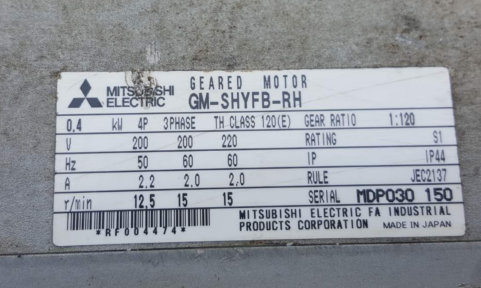 GEARED MOTOR
MITSUBISHI ELECTRIC GM-SHYFB-RH
0.4 kW 4P 3PHASE TH CLASS 120(E) GEAR RATIO 1:120
V 200 200 220 RATING S1
Hz 50 60 60 IP IP44
A 2.2 2.0 2.0 RULE JEC2137
r/min 12.5 15 15 SERIAL MDP030 150
*RF004474*
MITSUBISHI ELECTRIC FA INDUSTRIAL
PRODUCTS CORPORATION MADE IN JAPAN